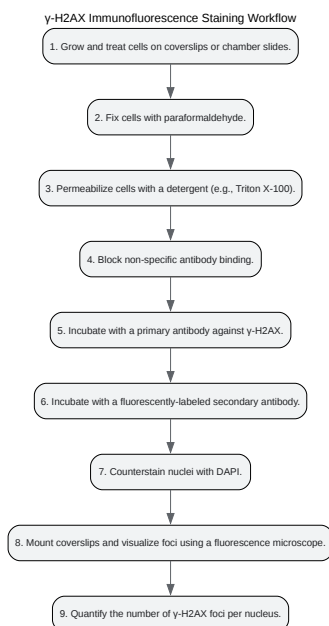 γ-H2AX Immunofluorescence Staining Workflow
1. Grow and treat cells on coverslips or chamber slides.
2. Fix cells with paraformaldehyde.
3. Permeabilize cells with a detergent (e.g., Triton X-100).
4. Block non-specific antibody binding.
5. Incubate with a primary antibody against γ-H2AX.
6. Incubate with a fluorescently-labeled secondary antibody.
7. Counterstain nuclei with DAPI.
8. Mount coverslips and visualize foci using a fluorescence microscope.
9. Quantify the number of γ-H2AX foci per nucleus.